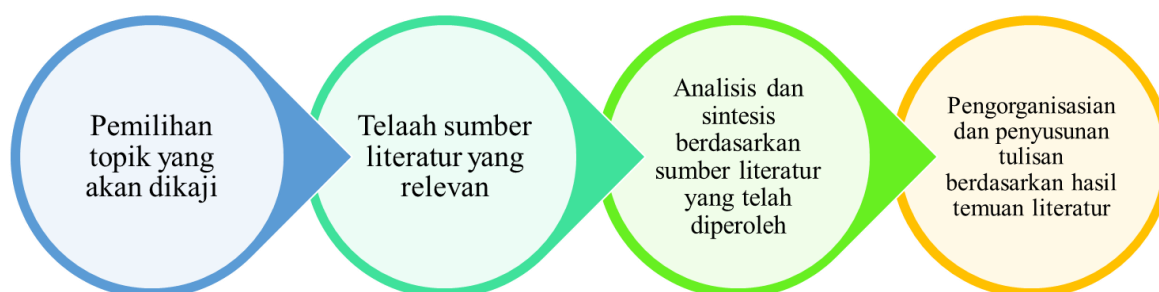 Pemilihan
topik yang
akan dikaji
Telaah sumber
literatur yang
relevan
Analisis dan
sintesis
berdasarkan
sumber literatur
yang telah
diperoleh
Pengorganisasian
dan penyusunan
tulisan
berdasarkan hasil
temuan literatur